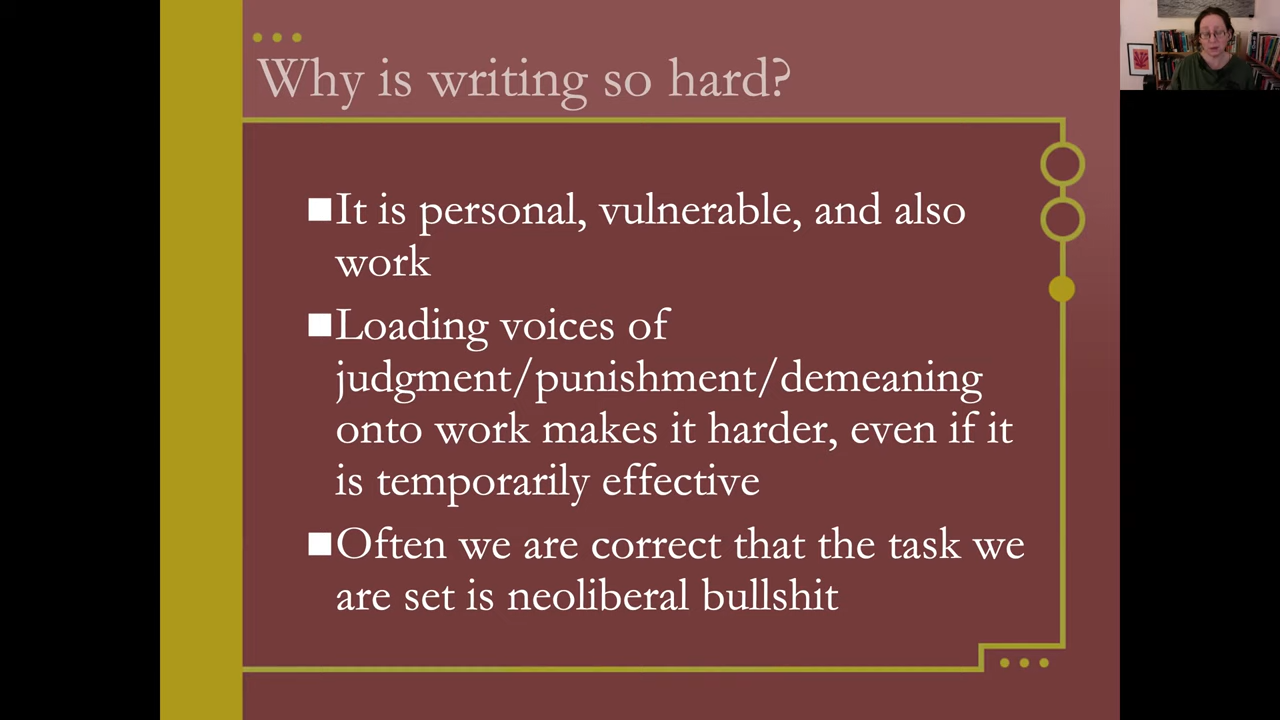 Why is writing so hard?
■It is personal, vulnerable, and also
work
■Loading voices of
judgment/punishment/demeaning
onto work makes it harder, even if it
is temporarily effective
■Often we are correct that the task we
are set is neoliberal bullshit